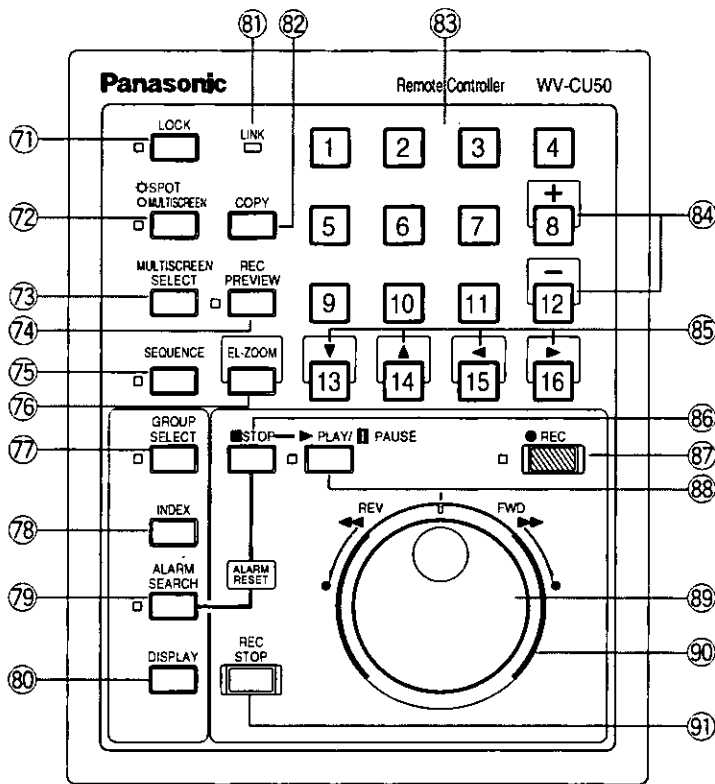 81 82 83
Panasonic Remote Controller WV-CU50
71 LOCK LINK 1 2 3 4
72 SPOT MULTISCREEN COPY 5 6 7 + 8 84
73 MULTISCREEN SELECT REC PREVIEW 9 10 11 − 12
74 85
75 SEQUENCE EL-ZOOM ▼ 13 ▲ 14 ◀ 15 ▶ 16
76 86
77 GROUP SELECT ■STOP ▶ PLAY/❚❚ PAUSE ●REC 87
88
78 INDEX ◀◀ REV FWD ▶▶
79 ALARM SEARCH ALARM RESET 89
90
80 DISPLAY REC STOP
91